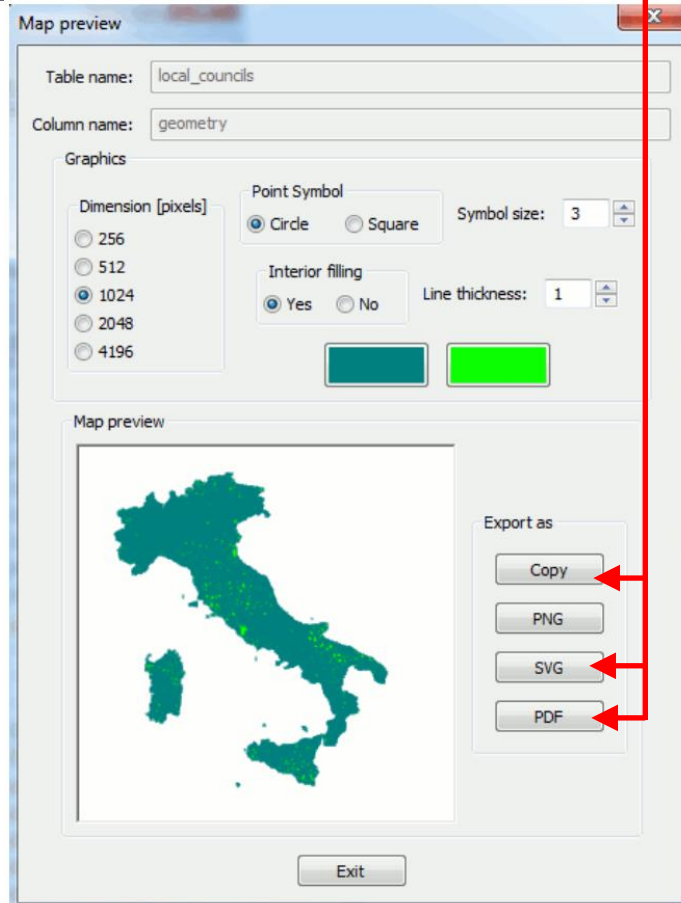 Map preview
Table name: local_councils
Column name: geometry
Graphics
Dimension [pixels]
256
512
1024
2048
4196
Point Symbol
Circle Square
Symbol size: 3
Interior filling
Yes No
Line thickness: 1
Map preview
Export as
Copy
PNG
SVG
PDF
Exit